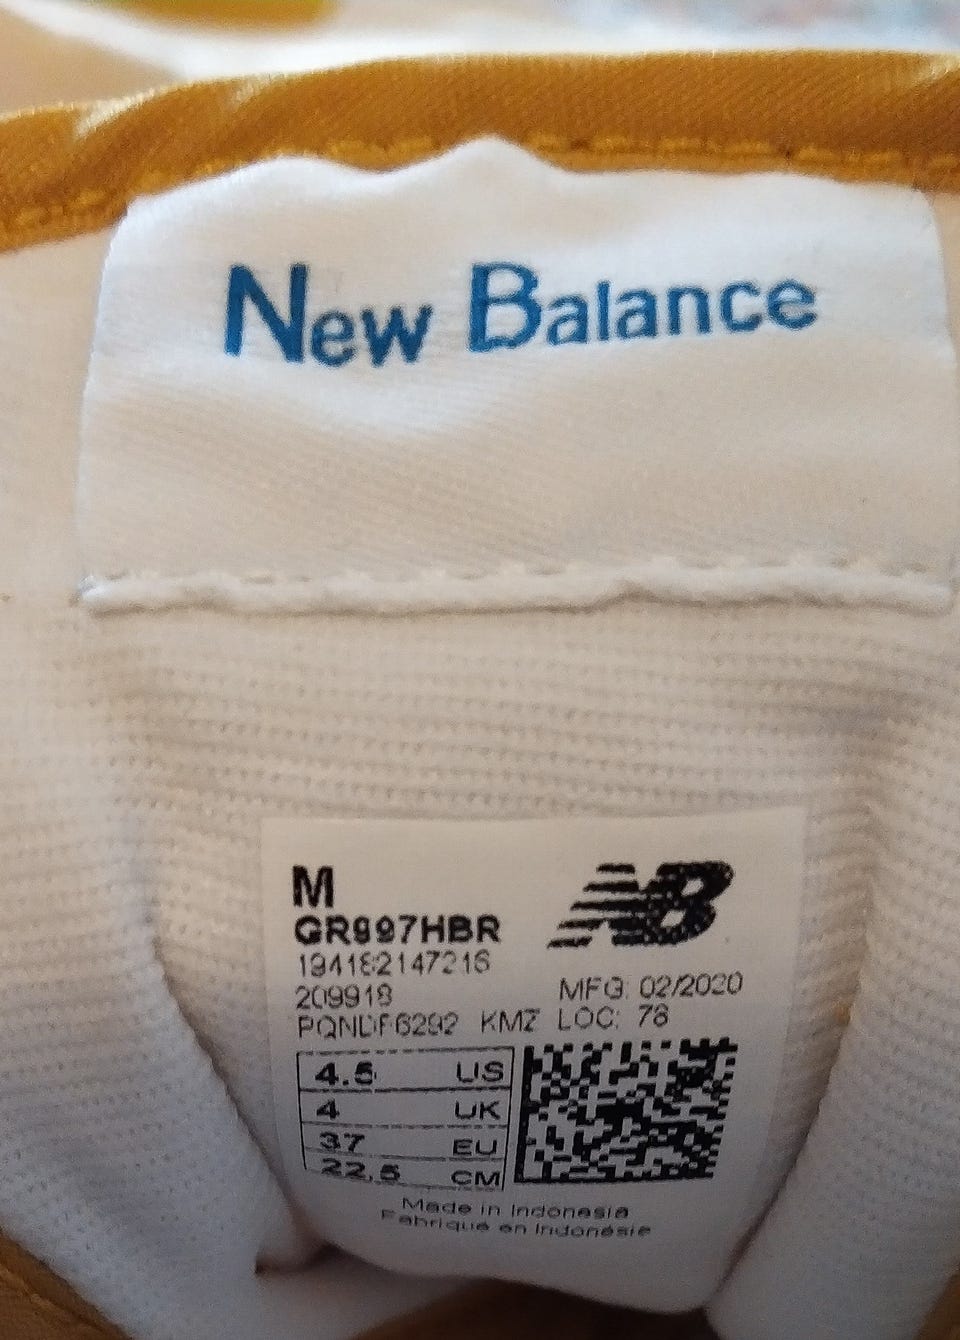 New Balance
M
GR997HBR
NB
194182147216
209918
MFG: 02/2020
PQNDF6292 KMZ LOC: 78
4.5 US
4 UK
37 EU
22.5 CM
Made in Indonesia
Fabriqué en Indonésie